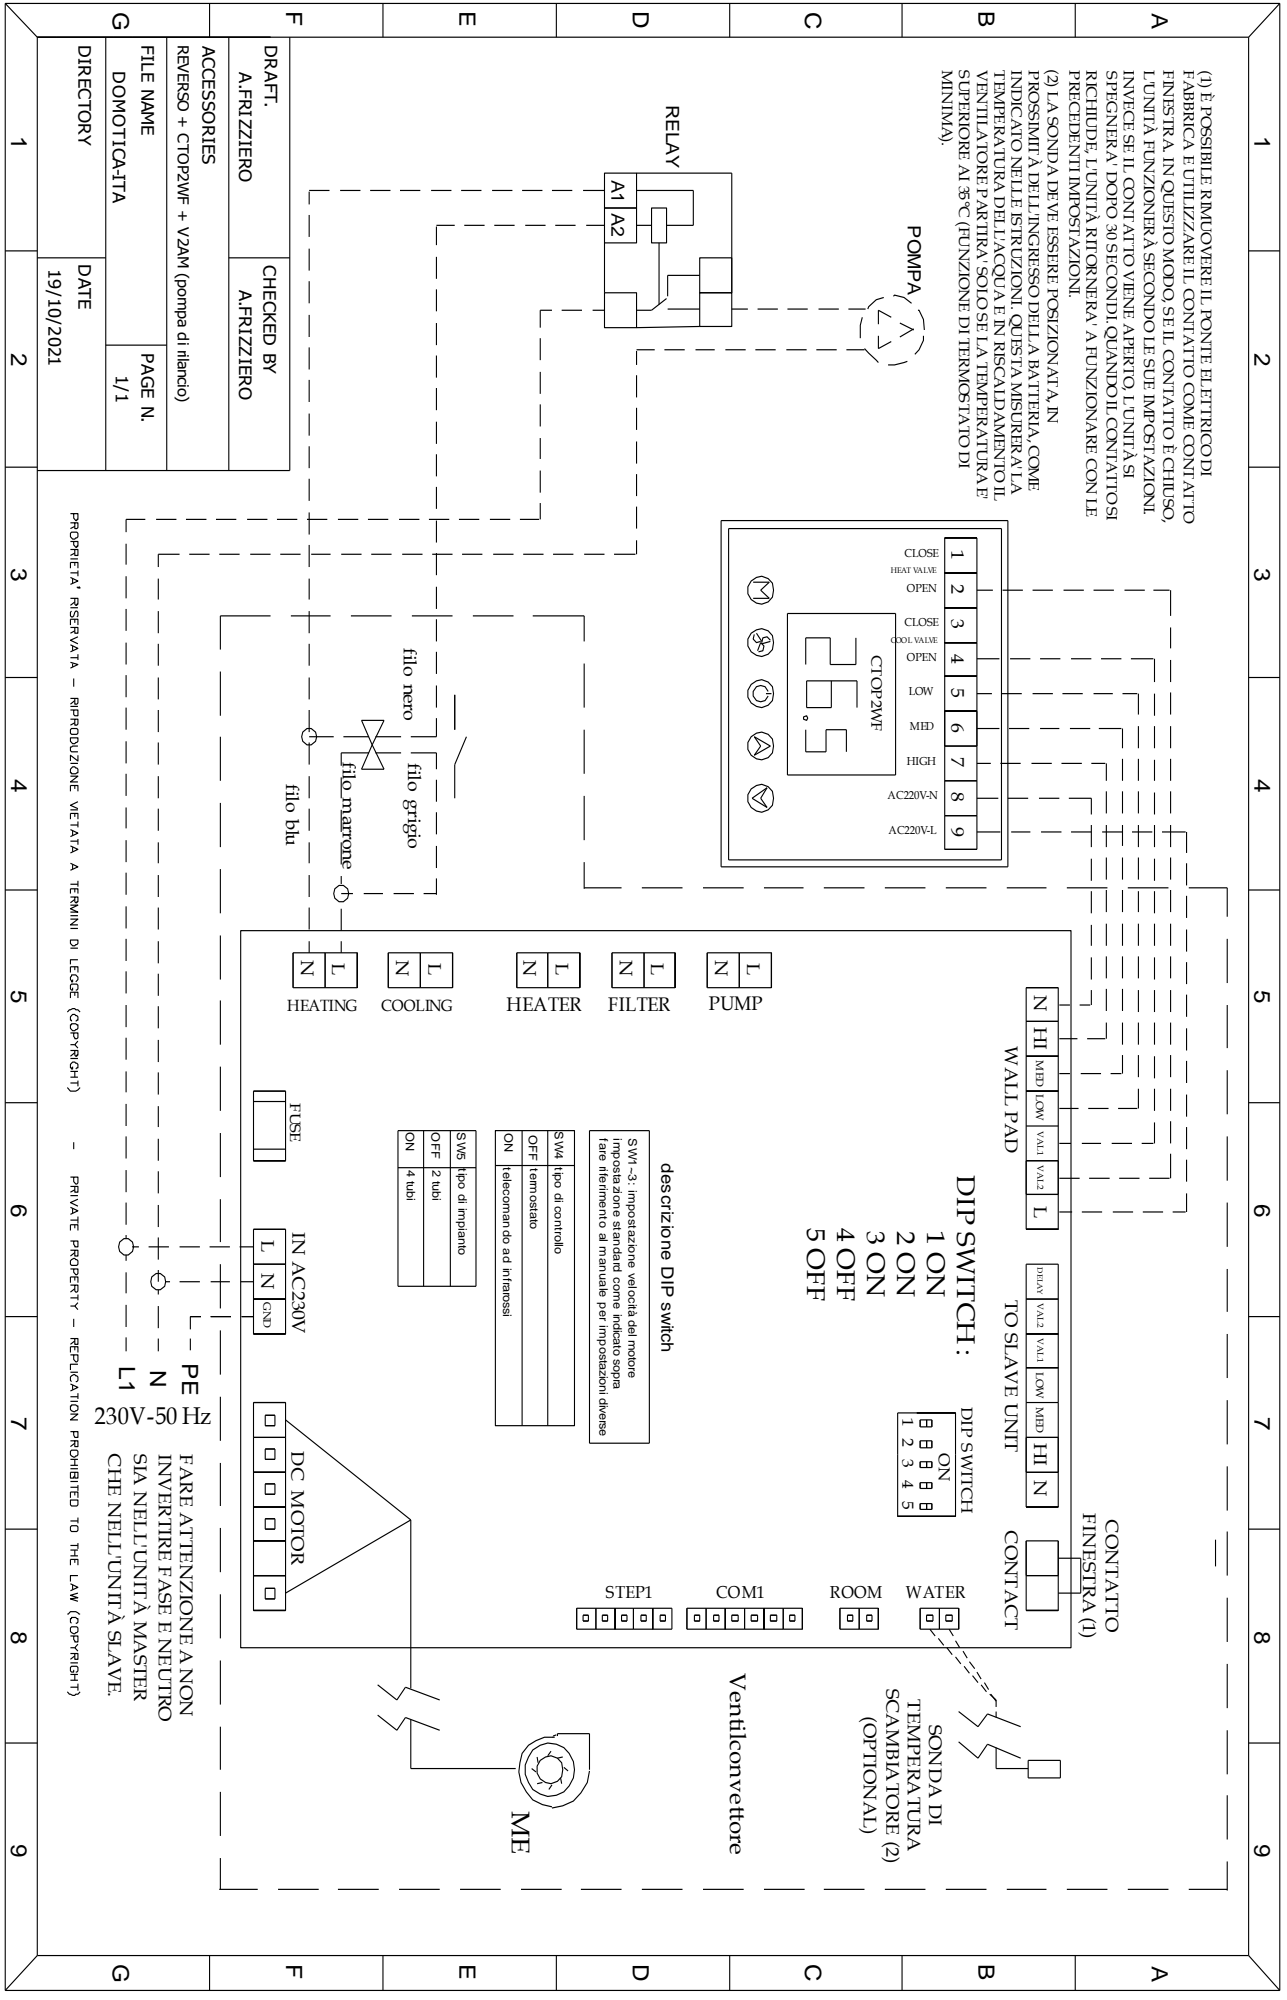 1
2
3
4
5
6
7
8
9
A
B
C
D
E
F
G
(1) È POSSIBILE RIMUOVERE IL PONTE ELETTRICO DI
FABBRICA E UTILIZZARE IL CONTATTO COME CONTATTO
FINESTRA. IN QUESTO MODO, SE IL CONTATTO È CHIUSO,
L'UNITÀ FUNZIONERÀ SECONDO LE SUE IMPOSTAZIONI.
INVECE SE IL CONTATTO VIENE APERTO, L'UNITÀ SI
SPEGNERA' DOPO 30 SECONDI. QUANDO IL CONTATTO SI
RICHIUDE, L'UNITÀ RITORNERA' A FUNZIONARE CON LE
PRECEDENTI IMPOSTAZIONI.
(2) LA SONDA DEVE ESSERE POSIZIONATA, IN
PROSSIMITÀ DELL'INGRESSO DELLA BATTERIA, COME
INDICATO NELLE ISTRUZIONI. QUESTA MISURERA' LA
TEMPERATURA DELL'ACQUA E IN RISCALDAMENTO IL
VENTILATORE PARTIRA' SOLO SE LA TEMPERATURA E'
SUPERIORE AI 35°C (FUNZIONE DI TERMOSTATO DI
MINIMA).
POMPA
RELAY
A1
A2
1
2
3
4
5
6
7
8
9
CLOSE
HEAT VALVE
OPEN
CLOSE
COOL VALVE
OPEN
LOW
MED
HIGH
AC220V-N
AC220V-L
CTOP2WF
26.5
M
N
HI
MED
LOW
VAL1
VAL2
L
WALL PAD
DELAY
VAL2
VAL1
LOW
MED
HI
N
TO SLAVE UNIT
CONTATTO
FINESTRA (1)
CONTACT
DIP SWITCH :
1 ON
2 ON
3 ON
4 OFF
5 OFF
DIP SWITCH
ON
1 2 3 4 5
WATER
ROOM
COM1
STEP1
SONDA DI
TEMPERATURA
SCAMBIATORE (2)
(OPTIONAL)
Ventilconvettore
ME
L
N
PUMP
L
N
FILTER
L
N
HEATER
L
N
COOLING
L
N
HEATING
descrizione DIP switch
SW1~3: impostazione velocità del motore
impostazione standard come indicato sopra
fare riferimento al manuale per impostazioni diverse
SW4 tipo di controllo
OFF termostato
ON telecomando ad infrarossi
SW5 tipo di impianto
OFF 2 tubi
ON 4 tubi
filo nero
filo grigio
filo marrone
filo blu
FUSE
IN AC230V
L
N
GND
DC MOTOR
PE
N
L1
230V-50 Hz
FARE ATTENZIONE A NON
INVERTIRE FASE E NEUTRO
SIA NELL'UNITÀ MASTER
CHE NELL'UNITÀ SLAVE.
DRAFT.
A.FRIZZIERO
CHECKED BY
A.FRIZZIERO
ACCESSORIES
REVERSO + CTOP2WF + V2AM (pompa di rilancio)
FILE NAME
DOMOTICA-ITA
PAGE N.
1/1
DIRECTORY
DATE
19/10/2021
PROPRIETA' RISERVATA - RIPRODUZIONE VIETATA A TERMINI DI LEGGE (COPYRIGHT) - PRIVATE PROPERTY - REPLICATION PROHIBITED TO THE LAW (COPYRIGHT)
1
2
3
4
5
6
7
8
9
A
B
C
D
E
F
G